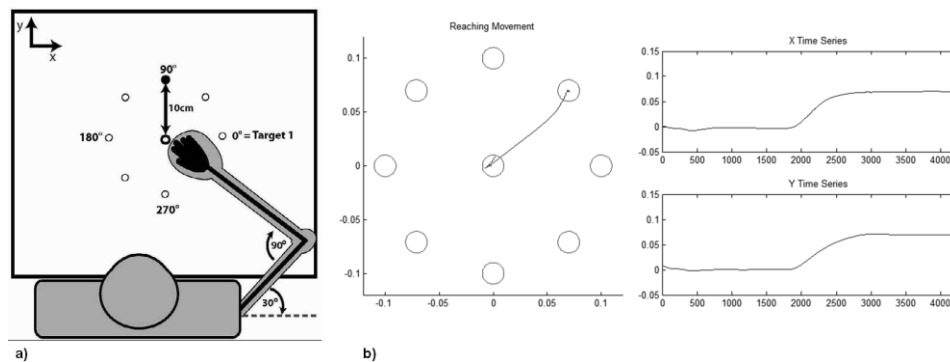 y
x
90°
10cm
180°
0° = Target 1
270°
90°
30°
a)
Reaching Movement
0.1
0.05
0
-0.05
-0.1
-0.1 -0.05 0 0.05 0.1
b)
X Time Series
0.15
0.1
0.05
0
-0.05
0 500 1000 1500 2000 2500 3000 3500 4000
Y Time Series
0.15
0.1
0.05
0
-0.05
0 500 1000 1500 2000 2500 3000 3500 4000